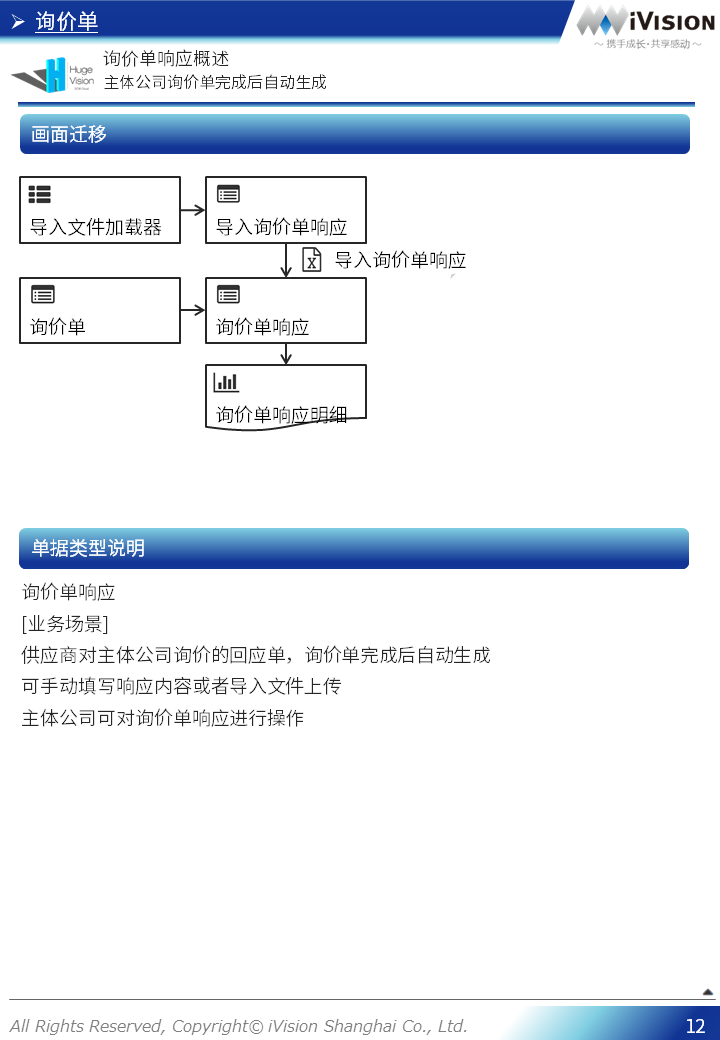 询价单
iVISION
～ 携手成长·共享感动 ～
Huge
Vision
询价单响应概述
主体公司询价单完成后自动生成
画面迁移
导入文件加载器
导入询价单响应
导入询价单响应
询价单
询价单响应
询价单响应明细
单据类型说明
询价单响应
[业务场景]
供应商对主体公司询价的回应单，询价单完成后自动生成
可手动填写响应内容或者导入文件上传
主体公司可对询价单响应进行操作
All Rights Reserved, Copyright© iVision Shanghai Co., Ltd.
12